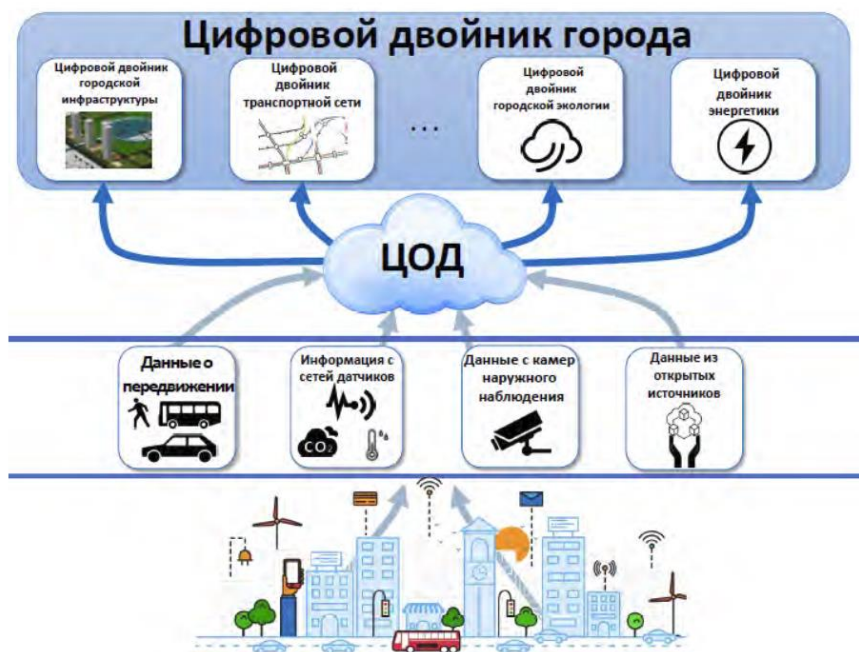 Цифровой двойник города
Цифровой двойник
городской
инфраструктуры
Цифровой
двойник
транспортной сети
...
Цифровой
двойник
городской экологии
Цифровой
двойник
энергетики
ЦОД
Данные о
передвижении
Информация с
сетей датчиков
CO2
Данные с камер
наружного
наблюдения
Данные из
открытых
источников